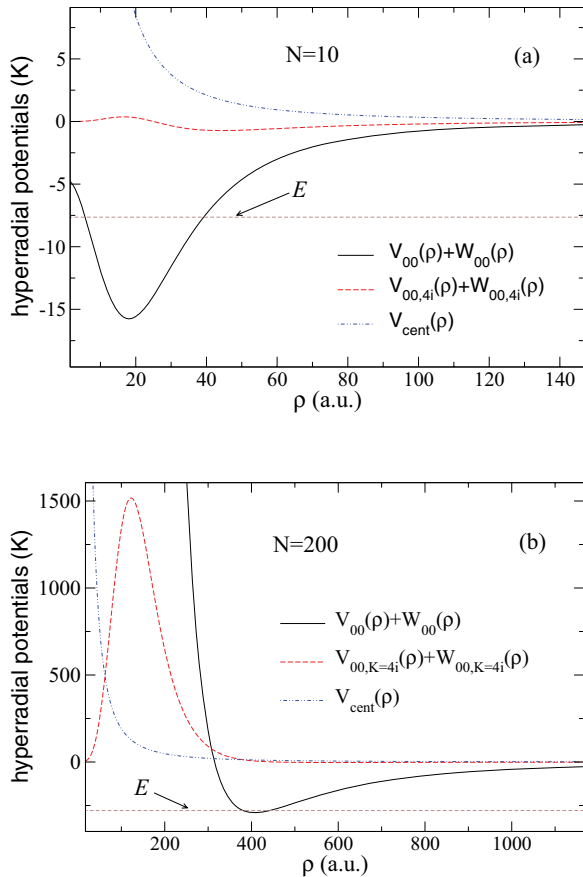 hyperradial potentials (K)
5
0
-5
-10
-15
N=10
(a)
E
V00(ρ)+W00(ρ)
V00,4i(ρ)+W00,4i(ρ)
Vcent(ρ)
0 20 40 60 80 100 120 140
ρ (a.u.)
hyperradial potentials (K)
1500
1000
500
0
N=200
(b)
V00(ρ)+W00(ρ)
V00,K=4i(ρ)+W00,K=4i(ρ)
Vcent(ρ)
E
200 400 600 800 1000
ρ (a.u.)